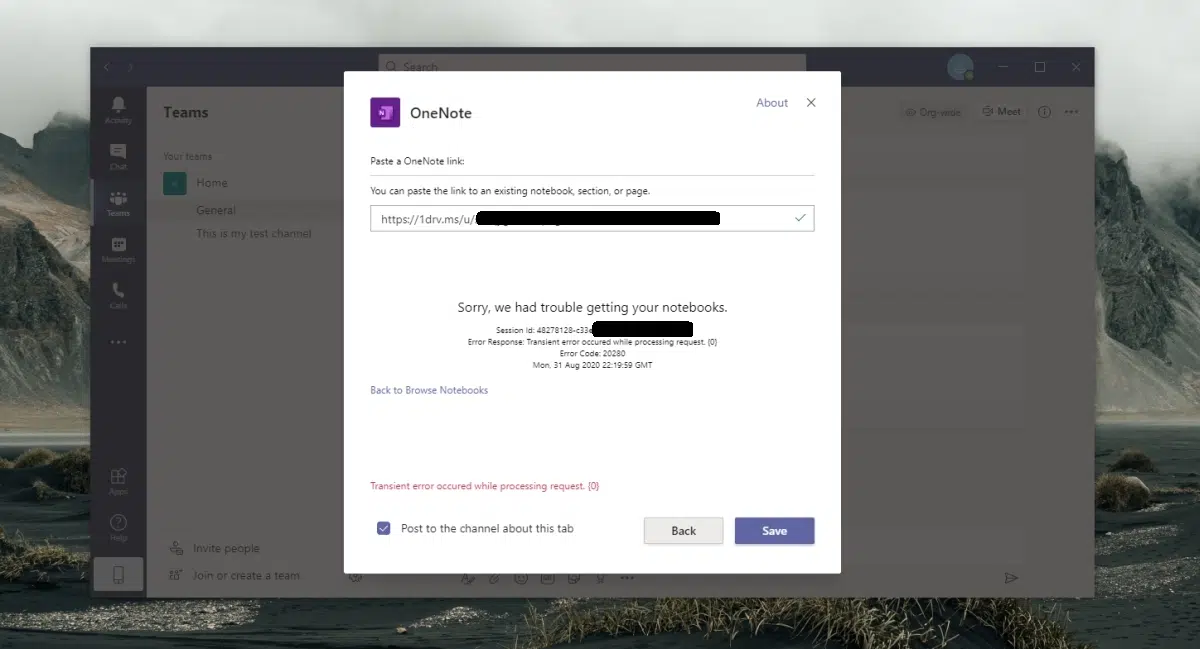 Search
Activity
Chat
Teams
Meetings
Calls
Apps
Help
Teams
Your teams
Home
General
This is my test channel
Invite people
Join or create a team
Org-wide
Meet
OneNote
About
Paste a OneNote link:
You can paste the link to an existing notebook, section, or page.
https://1drv.ms/u/
Sorry, we had trouble getting your notebooks.
Session Id: 48278128-c33e
Error Response: Transient error occured while processing request. {0}
Error Code: 20280
Mon, 31 Aug 2020 22:19:59 GMT
Back to Browse Notebooks
Transient error occured while processing request. {0}
Post to the channel about this tab
Back
Save